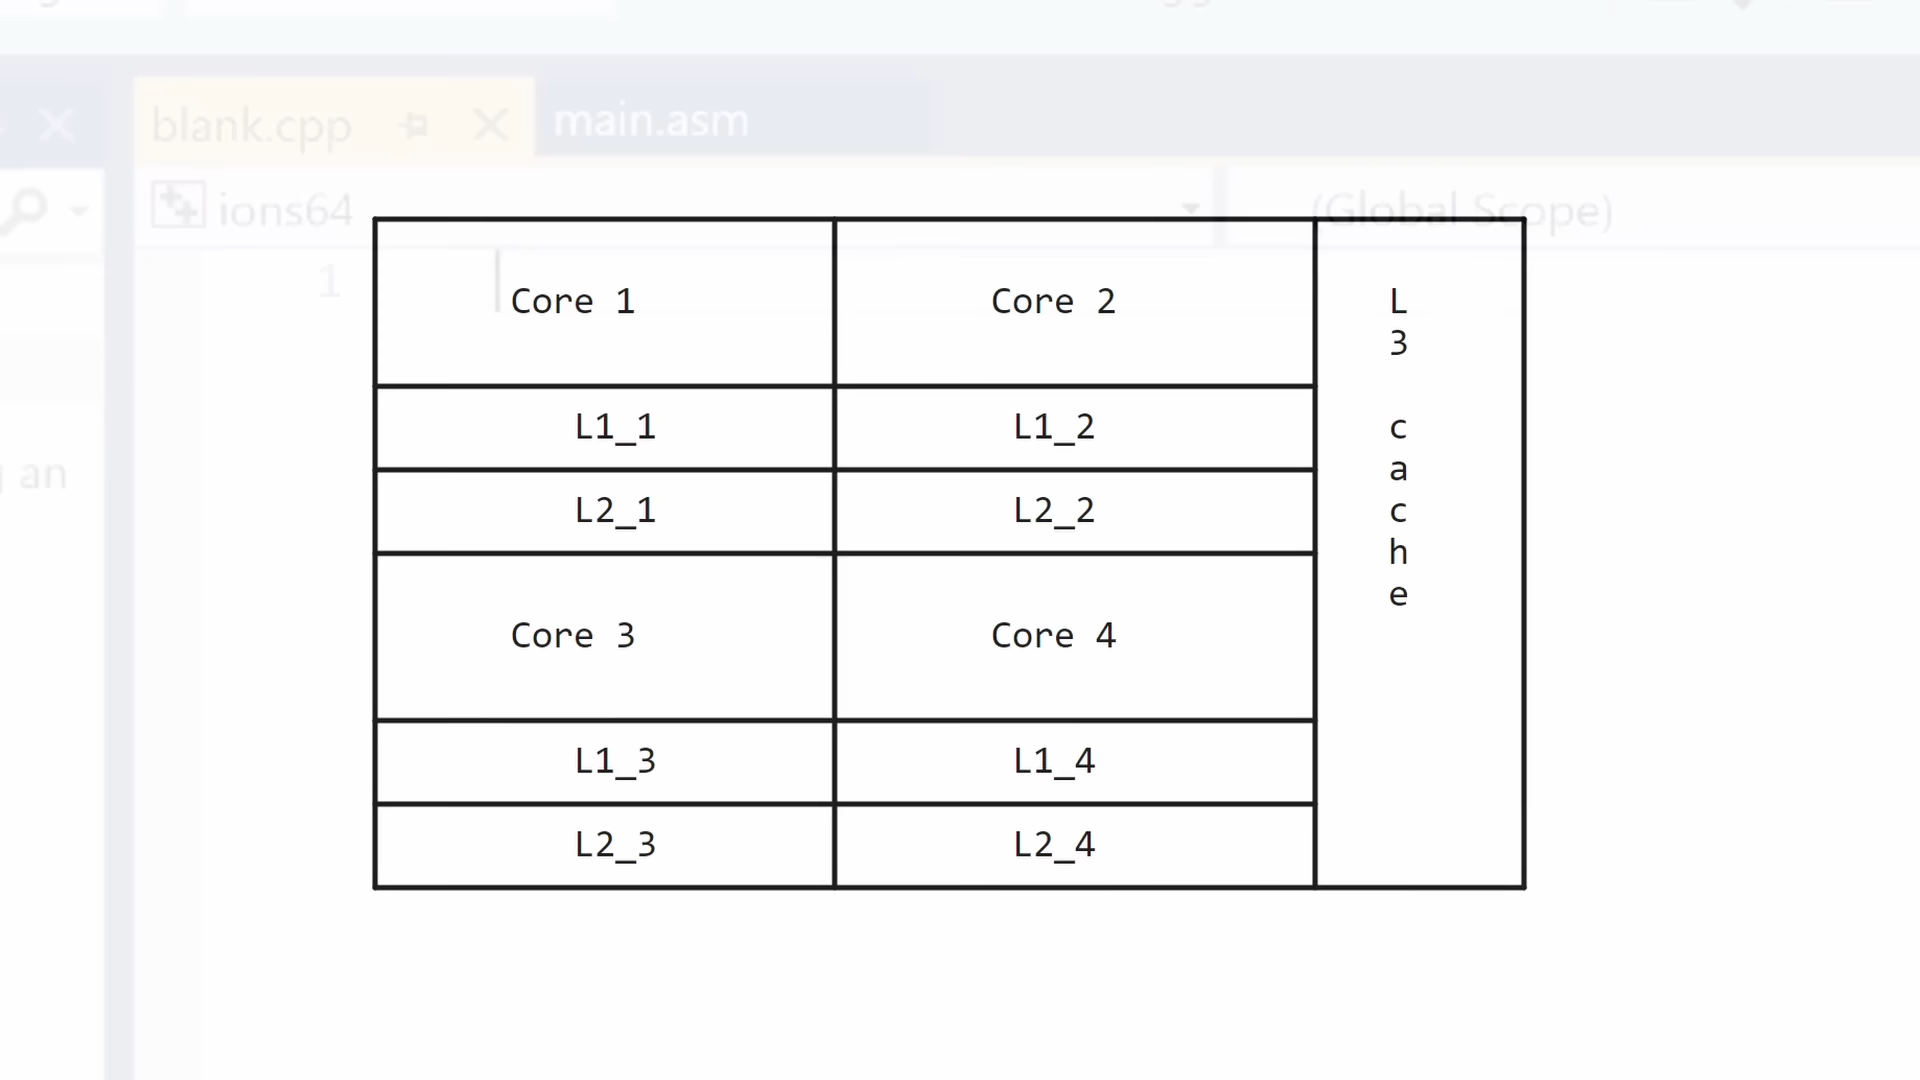 blank.cpp
main.asm
ions64
(Global Scope)
1
an
Core 1
Core 2
L1_1
L1_2
L2_1
L2_2
Core 3
Core 4
L1_3
L1_4
L2_3
L2_4
L
3
c
a
c
h
e